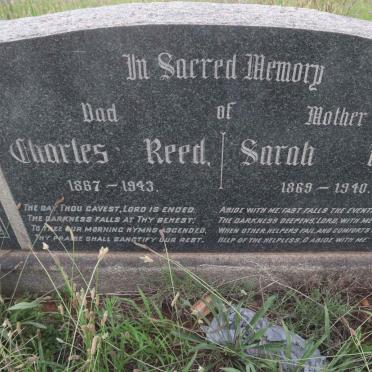 In Sacred Memory
of
Dad Mother
Charles Reed. Sarah
1867 - 1943. 1869 - 1940.
The day Thou gavest, Lord is ended,
The darkness falls at Thy behest;
To Thee our morning hymns ascended,
Thy praise shall sanctify our rest.
Abide with me, fast falls the
The darkness deepens, Lord, with me
When other helpers fail, and comforts
Help of the helpless, O abide with me